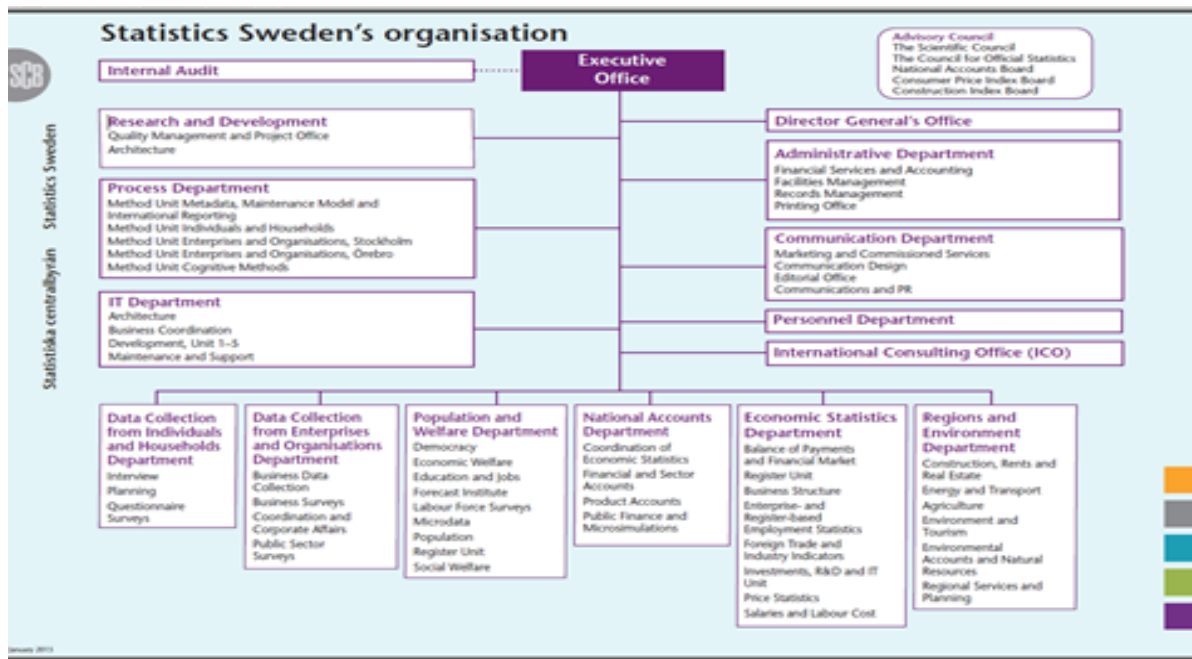 Statistics Sweden's organisation
SCB
Statistiska centralbyrån Statistics Sweden
Internal Audit
Executive
Office
Advisory Council
The Scientific Council
The Council for Official Statistics
National Accounts Board
Consumer Price Index Board
Construction Index Board
Research and Development
Quality Management and Project Office
Architecture
Process Department
Method Unit Metadata, Maintenance Model and
International Reporting
Method Unit Individuals and Households
Method Unit Enterprises and Organisations, Stockholm
Method Unit Enterprises and Organisations, Örebro
Method Unit Cognitive Methods
IT Department
Architecture
Business Coordination
Development, Unit 1–5
Maintenance and Support
Director General's Office
Administrative Department
Financial Services and Accounting
Facilities Management
Records Management
Printing Office
Communication Department
Marketing and Commissioned Services
Communication Design
Editorial Office
Communications and PR
Personnel Department
International Consulting Office (ICO)
Data Collection
from Individuals
and Households
Department
Interview
Planning
Questionnaire
Surveys
Data Collection
from Enterprises
and Organisations
Department
Business Data
Collection
Business Surveys
Coordination and
Corporate Affairs
Public Sector
Surveys
Population and
Welfare Department
Democracy
Economic Welfare
Education and Jobs
Forecast Institute
Labour Force Surveys
Microdata
Population
Register Unit
Social Welfare
National Accounts
Department
Coordination of
Economic Statistics
Financial and Sector
Accounts
Product Accounts
Public Finance and
Microsimulations
Economic Statistics
Department
Balance of Payments
and Financial Market
Register Unit
Business Structure
Enterprise- and
Register-based
Employment Statistics
Foreign Trade and
Industry Indicators
Investments, R&D and IT
Unit
Price Statistics
Salaries and Labour Cost
Regions and
Environment
Department
Construction, Rents and
Real Estate
Energy and Transport
Agriculture
Environment and
Tourism
Environmental
Accounts and Natural
Resources
Regional Services and
Planning